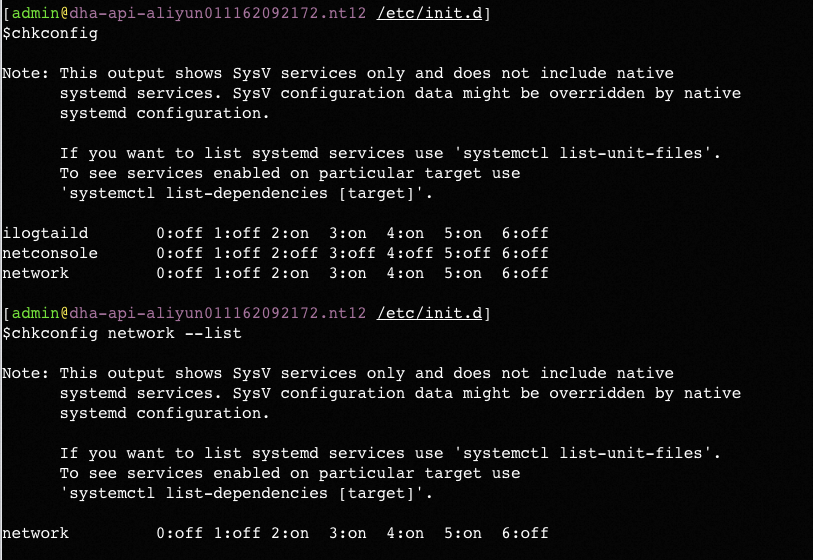 [admin@dha-api-aliyun011162092172.nt12 /etc/init.d]
$chkconfig
Note: This output shows SysV services only and does not include native
systemd services. SysV configuration data might be overridden by native
systemd configuration.
If you want to list systemd services use 'systemctl list-unit-files'.
To see services enabled on particular target use
'systemctl list-dependencies [target]'.
ilogtaild 0:off 1:off 2:on 3:on 4:on 5:on 6:off
netconsole 0:off 1:off 2:off 3:off 4:off 5:off 6:off
network 0:off 1:off 2:on 3:on 4:on 5:on 6:off
[admin@dha-api-aliyun011162092172.nt12 /etc/init.d]
$chkconfig network --list
Note: This output shows SysV services only and does not include native
systemd services. SysV configuration data might be overridden by native
systemd configuration.
If you want to list systemd services use 'systemctl list-unit-files'.
To see services enabled on particular target use
'systemctl list-dependencies [target]'.
network 0:off 1:off 2:on 3:on 4:on 5:on 6:off